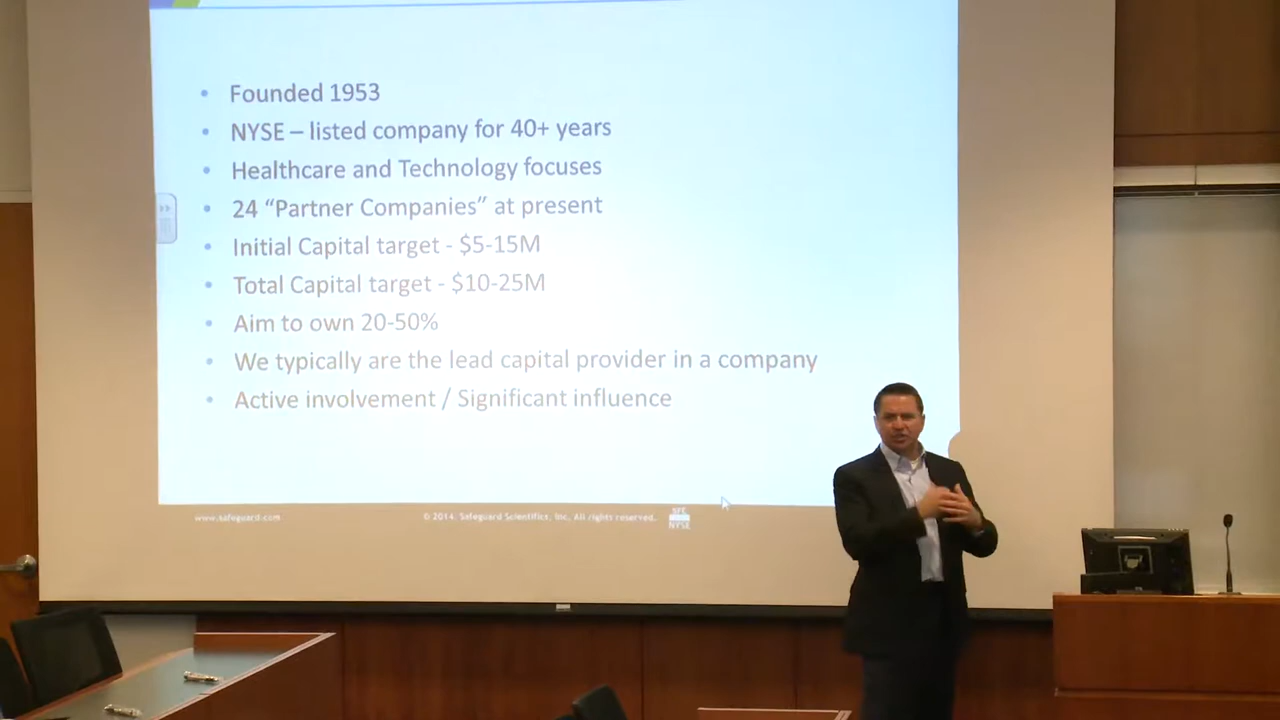 • Founded 1953
• NYSE – listed company for 40+ years
• Healthcare and Technology focuses
• 24 “Partner Companies” at present
• Initial Capital target - $5-15M
• Total Capital target - $10-25M
• Aim to own 20-50%
• We typically are the lead capital provider in a company
• Active involvement / Significant influence
www.safeguard.com © 2014. Safeguard Scientifics, Inc. All rights reserved.
NYSE